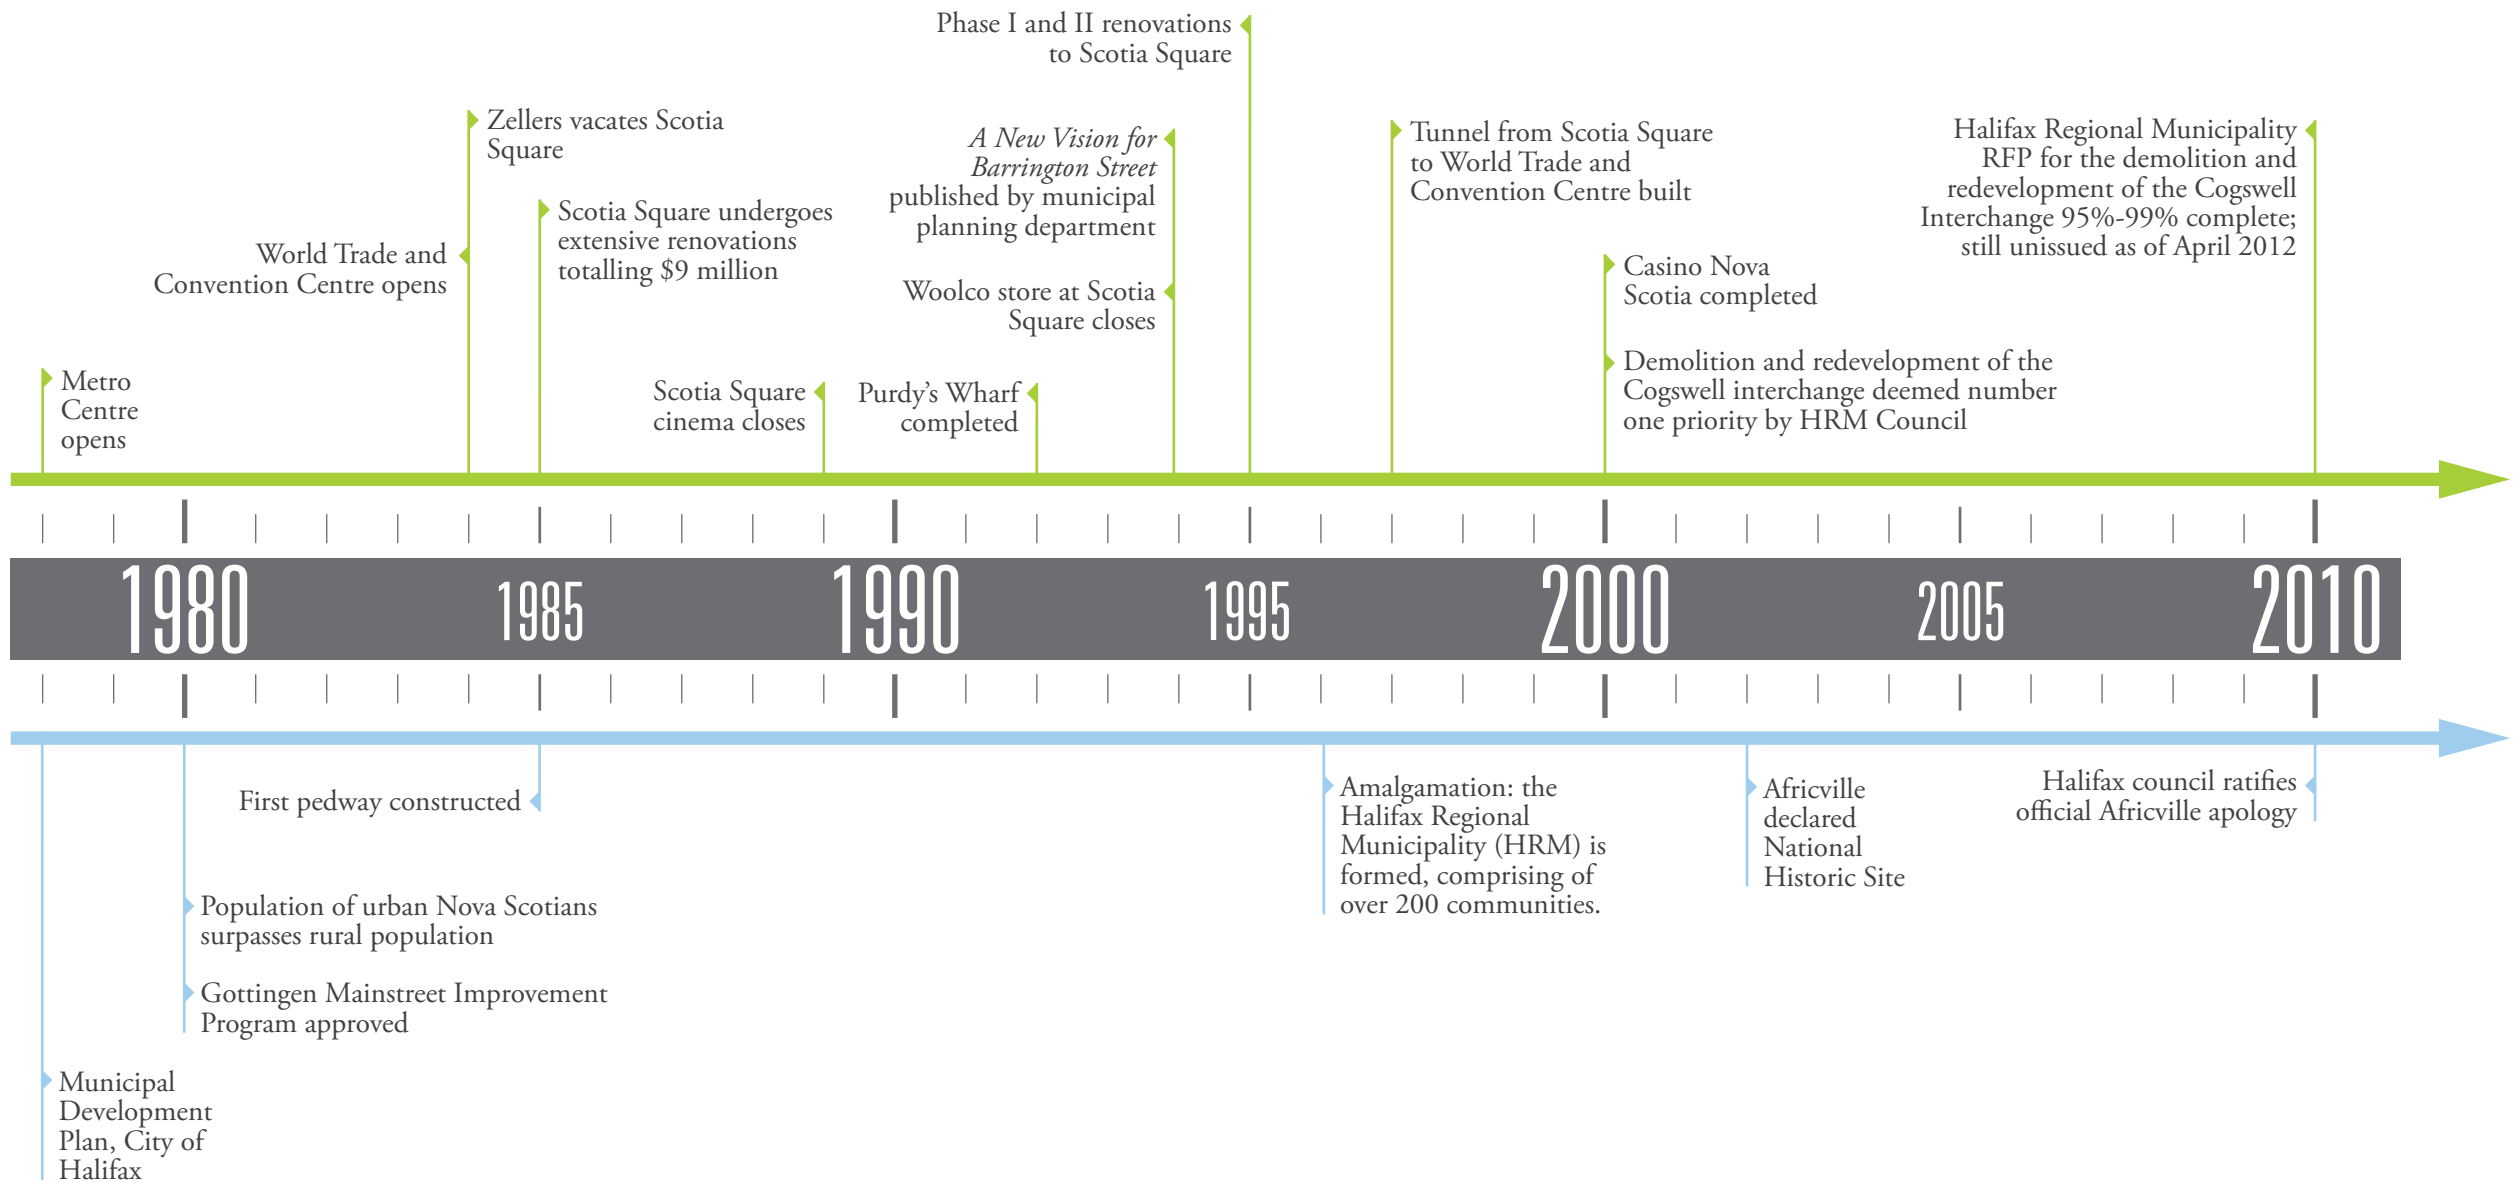 Phase I and II renovations
to Scotia Square
Zellers vacates Scotia
Square
World Trade and
Convention Centre opens
Scotia Square undergoes
extensive renovations
totalling $9 million
A New Vision for
Barrington Street
published by municipal
planning department
Woolco store at Scotia
Square closes
Tunnel from Scotia Square
to World Trade and
Convention Centre built
Halifax Regional Municipality
RFP for the demolition and
redevelopment of the Cogswell
Interchange 95%-99% complete;
still unissued as of April 2012
Casino Nova
Scotia completed
Metro
Centre
opens
Scotia Square
cinema closes
Purdy’s Wharf
completed
Demolition and redevelopment of the
Cogswell interchange deemed number
one priority by HRM Council
1980
1985
1990
1995
2000
2005
2010
First pedway constructed
Amalgamation: the
Halifax Regional
Municipality (HRM) is
formed, comprising of
over 200 communities.
Africville
declared
National
Historic Site
Halifax council ratifies
official Africville apology
Population of urban Nova Scotians
surpasses rural population
Gottingen Mainstreet Improvement
Program approved
Municipal
Development
Plan, City of
Halifax